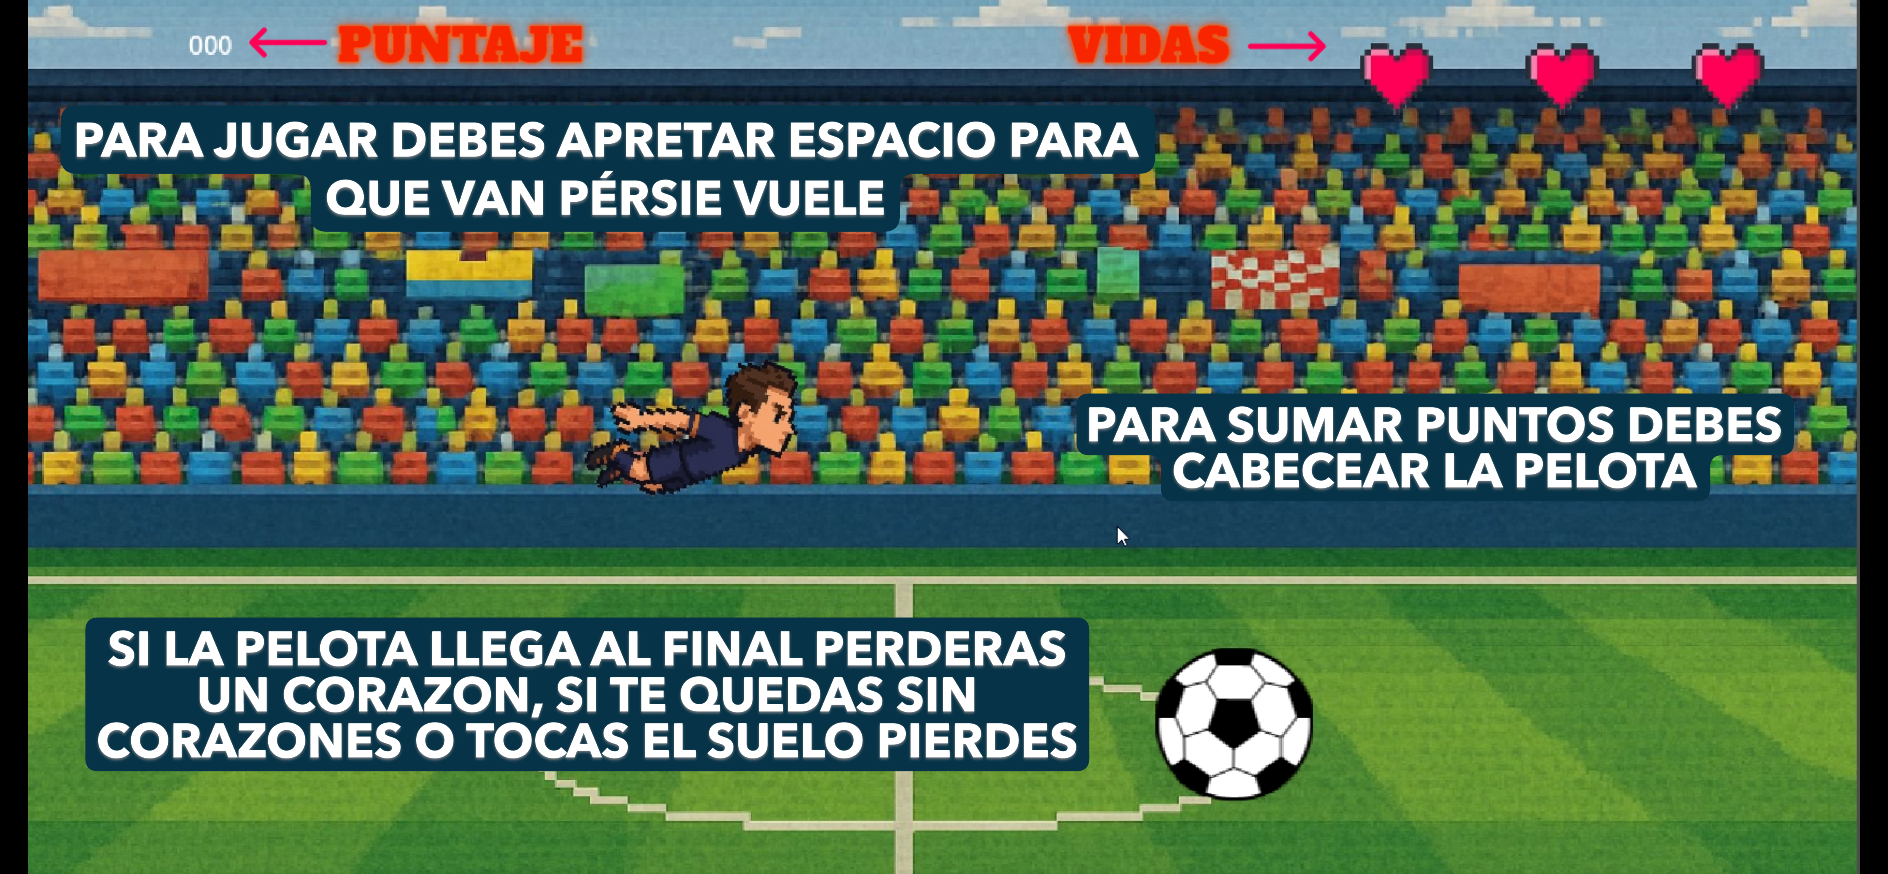 000 ← PUNTAJE
VIDAS →
PARA JUGAR DEBES APRETAR ESPACIO PARA
QUE VAN PÉRSIE VUELE
PARA SUMAR PUNTOS DEBES
CABECEAR LA PELOTA
SI LA PELOTA LLEGA AL FINAL PERDERAS
UN CORAZON, SI TE QUEDAS SIN
CORAZONES O TOCAS EL SUELO PIERDES